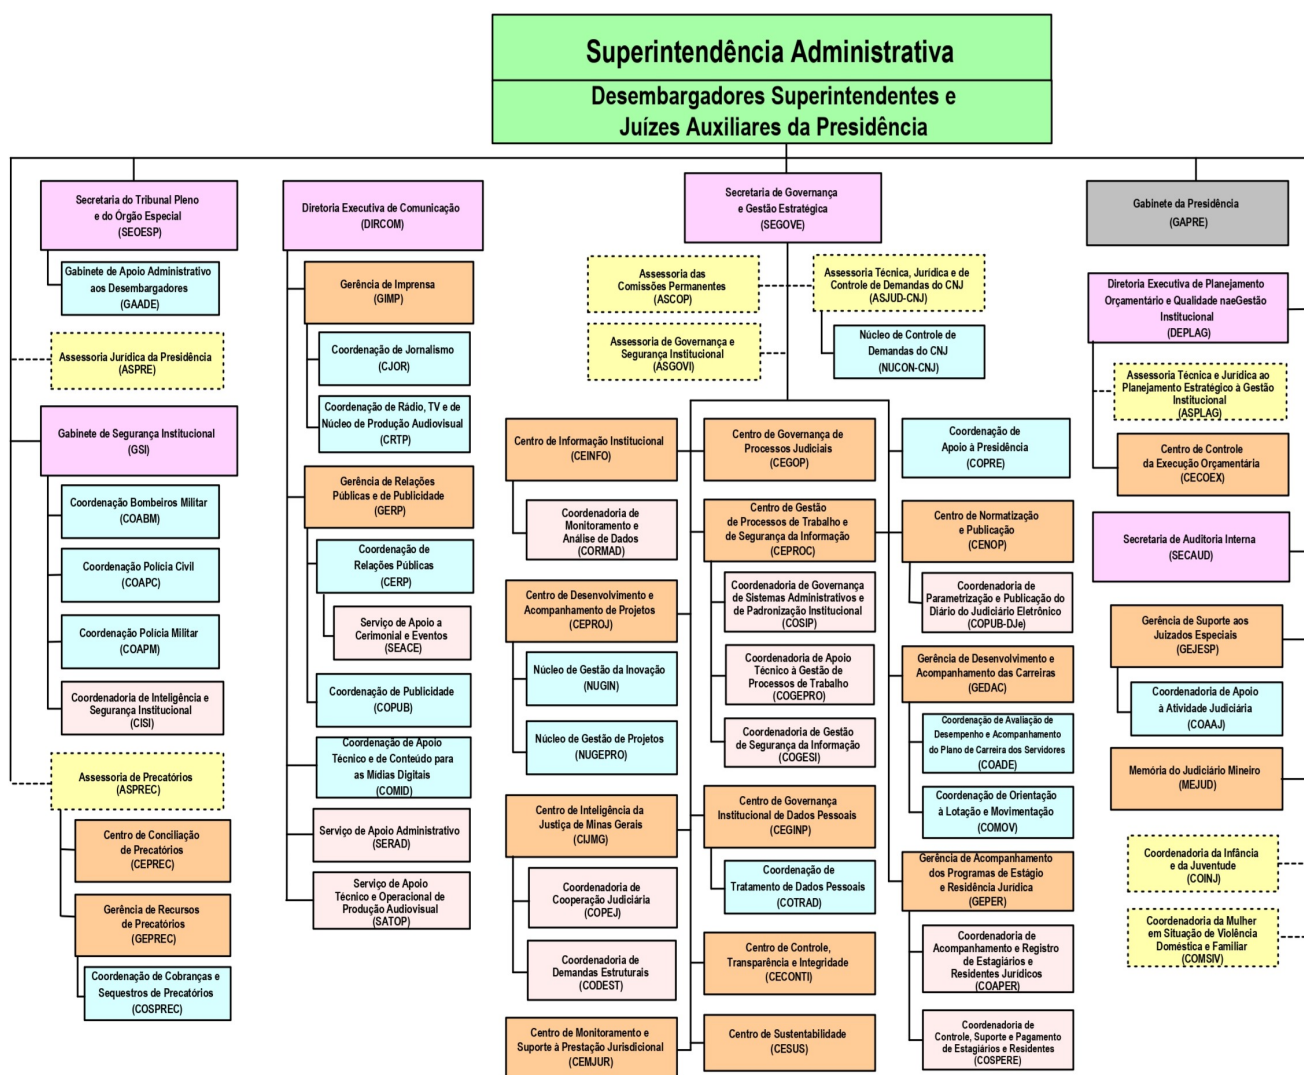 Superintendência Administrativa
Desembargadores Superintendentes e
Juízes Auxiliares da Presidência
Secretaria do Tribunal Pleno
e do Órgão Especial
(SEOESP)
Gabinete de Apoio Administrativo
aos Desembargadores
(GAADE)
Assessoria Jurídica da Presidência
(ASPRE)
Gabinete de Segurança Institucional
(GSI)
Coordenação Bombeiros Militar
(COABM)
Coordenação Polícia Civil
(COAPC)
Coordenação Polícia Militar
(COAPM)
Coordenadoria de Inteligência e
Segurança Institucional
(CISI)
Assessoria de Precatórios
(ASPREC)
Centro de Conciliação
de Precatórios
(CEPREC)
Gerência de Recursos
de Precatórios
(GEPREC)
Coordenação de Cobranças e
Sequestros de Precatórios
(COSPREC)
Diretoria Executiva de Comunicação
(DIRCOM)
Gerência de Imprensa
(GIMP)
Coordenação de Jornalismo
(CJOR)
Coordenação de Rádio, TV e de
Núcleo de Produção Audiovisual
(CRTP)
Gerência de Relações
Públicas e de Publicidade
(GERP)
Coordenação de
Relações Públicas
(CERP)
Serviço de Apoio a
Cerimonial e Eventos
(SEACE)
Coordenação de Publicidade
(COPUB)
Coordenação de Apoio
Técnico e de Conteúdo para
as Mídias Digitais
(COMID)
Serviço de Apoio Administrativo
(SERAD)
Serviço de Apoio
Técnico e Operacional de
Produção Audiovisual
(SATOP)
Secretaria de Governança
e Gestão Estratégica
(SEGOVE)
Assessoria das
Comissões Permanentes
(ASCOP)
Assessoria Técnica, Jurídica e de
Controle de Demandas do CNJ
(ASJUD-CNJ)
Assessoria de Governança e
Segurança Institucional
(ASGOVI)
Núcleo de Controle de
Demandas do CNJ
(NUCON-CNJ)
Centro de Informação Institucional
(CEINFO)
Coordenadoria de
Monitoramento e
Análise de Dados
(CORMAD)
Centro de Desenvolvimento e
Acompanhamento de Projetos
(CEPROJ)
Núcleo de Gestão da Inovação
(NUGIN)
Núcleo de Gestão de Projetos
(NUGEPRO)
Centro de Inteligência da
Justiça de Minas Gerais
(CIJMG)
Coordenadoria de
Cooperação Judiciária
(COPEJ)
Coordenadoria de
Demandas Estruturais
(CODEST)
Centro de Monitoramento e
Suporte à Prestação Jurisdicional
(CEMJUR)
Centro de Governança de
Processos Judiciais
(CEGOP)
Centro de Gestão
de Processos de Trabalho e
de Segurança da Informação
(CEPROC)
Coordenadoria de Governança
de Sistemas Administrativos e
de Padronização Institucional
(COSIP)
Coordenadoria de Apoio
Técnico à Gestão de
Processos de Trabalho
(COGEPRO)
Coordenadoria de Gestão
de Segurança da Informação
(COGESI)
Centro de Governança
Institucional de Dados Pessoais
(CEGINP)
Coordenação de
Tratamento de Dados Pessoais
(COTRAD)
Centro de Controle,
Transparência e Integridade
(CECONTI)
Centro de Sustentabilidade
(CESUS)
Coordenação de
Apoio à Presidência
(COPRE)
Centro de Normatização
e Publicação
(CENOP)
Coordenadoria de
Parametrização e Publicação do
Diário do Judiciário Eletrônico
(COPUB-DJe)
Gerência de Desenvolvimento e
Acompanhamento das Carreiras
(GEDAC)
Coordenação de Avaliação de
Desempenho e Acompanhamento
do Plano de Carreira dos Servidores
(COADE)
Coordenação de Orientação
à Lotação e Movimentação
(COMOV)
Gerência de Acompanhamento
dos Programas de Estágio
e Residência Jurídica
(GEPER)
Coordenadoria de
Acompanhamento e Registro
de Estagiários e
Residentes Jurídicos
(COAPER)
Coordenadoria de
Controle, Suporte e Pagamento
de Estagiários e Residentes
(COSPERE)
Gabinete da Presidência
(GAPRE)
Diretoria Executiva de Planejamento
Orçamentário e Qualidade naeGestão
Institucional
(DEPLAG)
Assessoria Técnica e Jurídica ao
Planejamento Estratégico à Gestão
Institucional
(ASPLAG)
Centro de Controle
da Execução Orçamentária
(CECOEX)
Secretaria de Auditoria Interna
(SECAUD)
Gerência de Suporte aos
Juizados Especiais
(GEJESP)
Coordenadoria de Apoio
à Atividade Judiciária
(COAAJ)
Memória do Judiciário Mineiro
(MEJUD)
Coordenadoria da Infância
e da Juventude
(COINJ)
Coordenadoria da Mulher
em Situação de Violência
Doméstica e Familiar
(COMSIV)